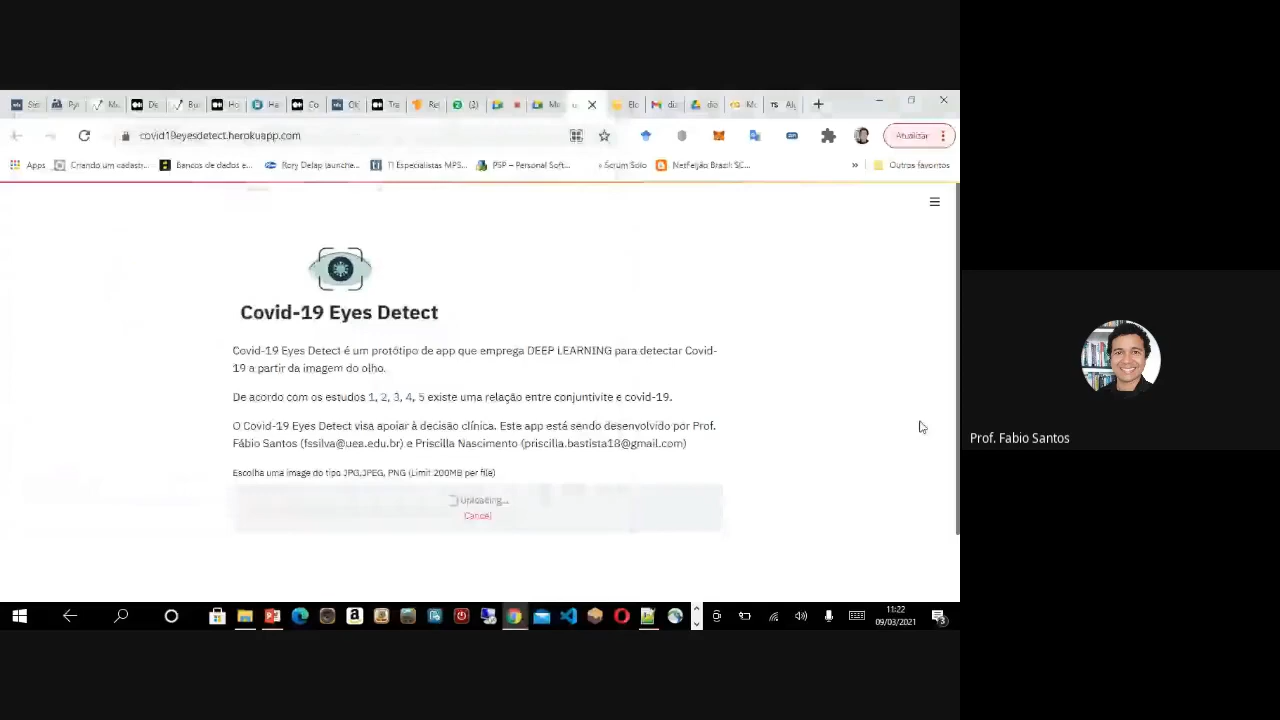 (2)
covid19eyesdetect.herokuapp.com
Atualizar
Apps
Criando um cadastr...
Bancos de dados e...
Rory Delap launche...
TI Especialistas MPS...
PSP – Personal Soft...
Scrum Solo
NetFeijão Brazil: SC...
»
Outros favoritos
Covid-19 Eyes Detect
Covid-19 Eyes Detect é um protótipo de app que emprega DEEP LEARNING para detectar Covid-
19 a partir da imagem do olho.
De acordo com os estudos 1, 2, 3, 4, 5 existe uma relação entre conjuntivite e covid-19.
O Covid-19 Eyes Detect visa apoiar à decisão clínica. Este app está sendo desenvolvido por Prof.
Fábio Santos (fssilva@uea.edu.br) e Priscilla Nascimento (priscilla.bastista18@gmail.com)
Escolha uma image do tipo JPG,JPEG, PNG (Limit 200MB per file)
Uploading...
Cancel
Prof. Fabio Santos
11:22
09/03/2021
3